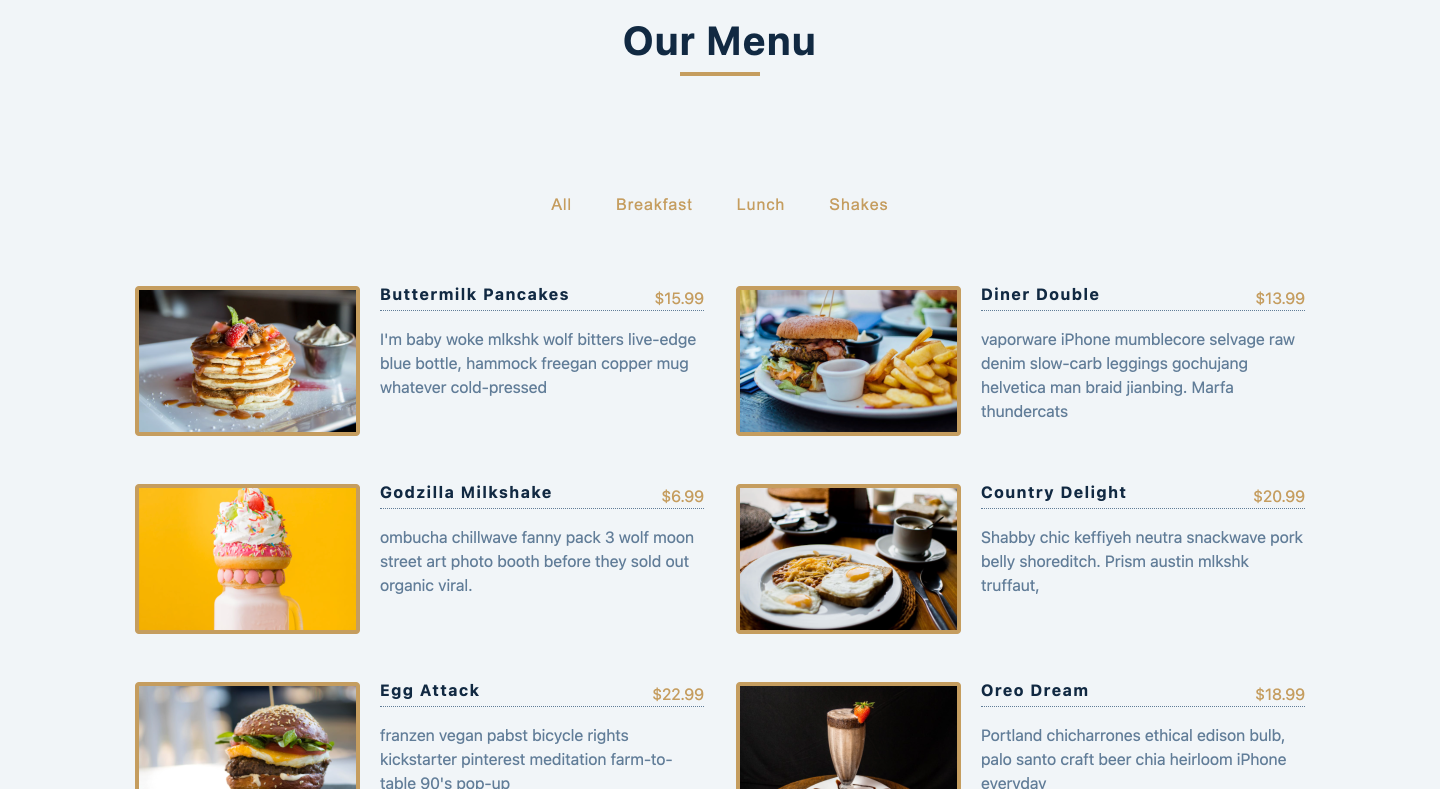 Our Menu
All Breakfast Lunch Shakes
Buttermilk Pancakes $15.99
I'm baby woke mlkshk wolf bitters live-edge
blue bottle, hammock freegan copper mug
whatever cold-pressed
Diner Double $13.99
vaporware iPhone mumblecore selvage raw
denim slow-carb leggings gochujang
helvetica man braid jianbing. Marfa
thundercats
Godzilla Milkshake $6.99
ombucha chillwave fanny pack 3 wolf moon
street art photo booth before they sold out
organic viral.
Country Delight $20.99
Shabby chic keffiyeh neutra snackwave pork
belly shoreditch. Prism austin mlkshk
truffaut,
Egg Attack $22.99
franzen vegan pabst bicycle rights
kickstarter pinterest meditation farm-to-
table 90's pop-up
Oreo Dream $18.99
Portland chicharrones ethical edison bulb,
palo santo craft beer chia heirloom iPhone
everyday